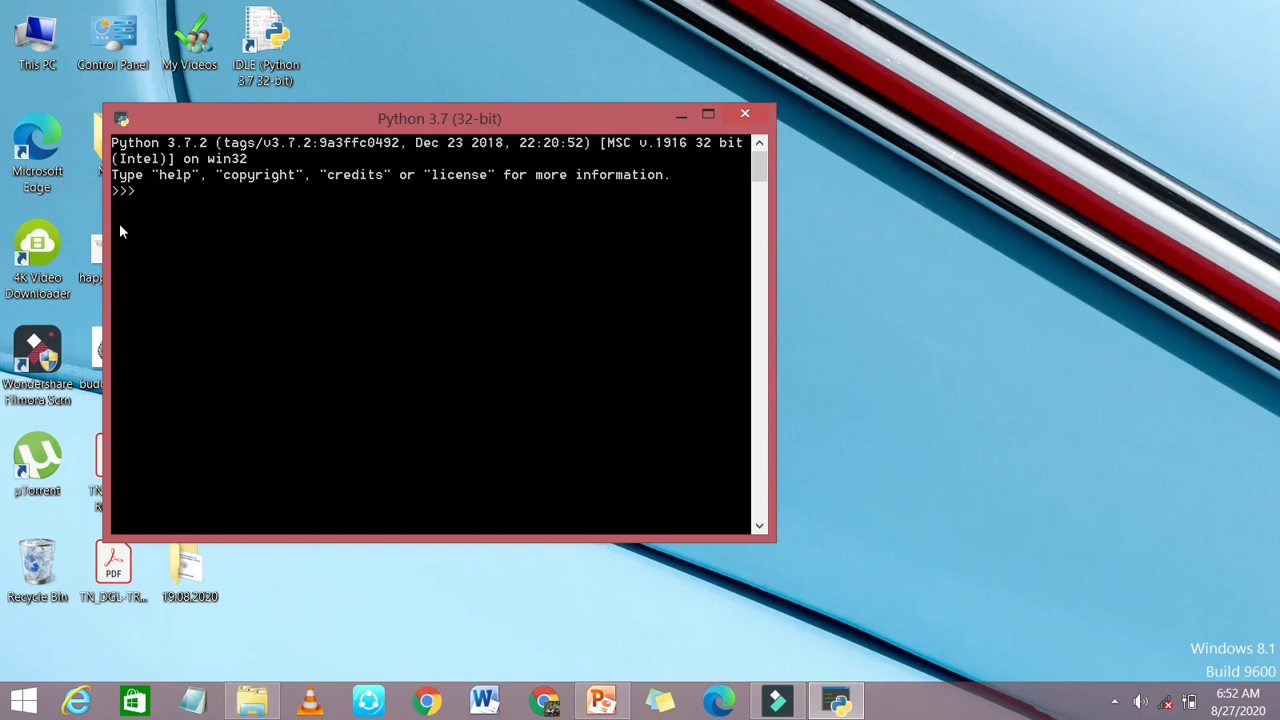 This PC
Control Panel
My Videos
IDLE (Python
3.7 32-bit)
Python 3.7 (32-bit)
Python 3.7.2 (tags/v3.7.2:9a3ffc0492, Dec 23 2018, 22:20:52) [MSC v.1916 32 bit
(Intel)] on win32
Type "help", "copyright", "credits" or "license" for more information.
>>>
Microsoft
Edge
4K Video
Downloader
happ
Wondershare
Filmora Scrn
budd
µTorrent
TN_
Recycle Bin
PDF
TN_DGL-TR...
19.08.2020
Windows 8.1
Build 9600
6:52 AM
8/27/2020